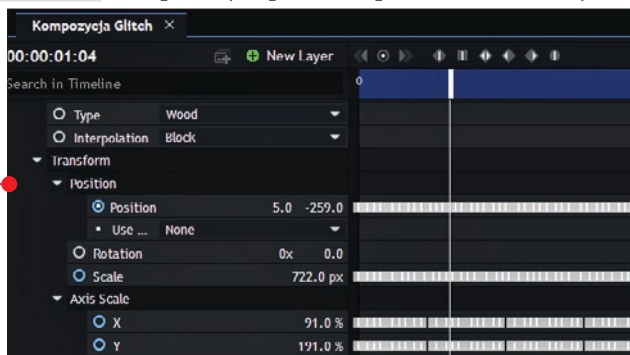 Kompozycja Glitch ×
00:00:01:04 New Layer
Search in Timeline 0
Type Wood
Interpolation Block
Transform
Position
Position 5.0 -259.0
Use ... None
Rotation 0x 0.0
Scale 722.0 px
Axis Scale
X 91.0 %
Y 191.0 %